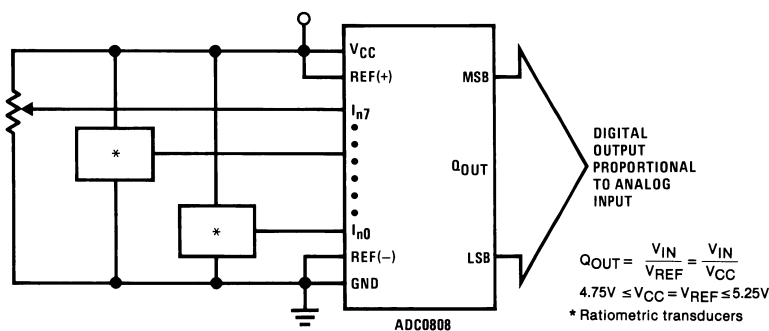 VCC
REF(+)
In7
*
*
In0
REF(−)
GND
MSB
QOUT
LSB
ADC0808
DIGITAL
OUTPUT
PROPORTIONAL
TO ANALOG
INPUT
QOUT = VIN/VREF = VIN/VCC
4.75V ≤ VCC = VREF ≤ 5.25V
* Ratiometric transducers